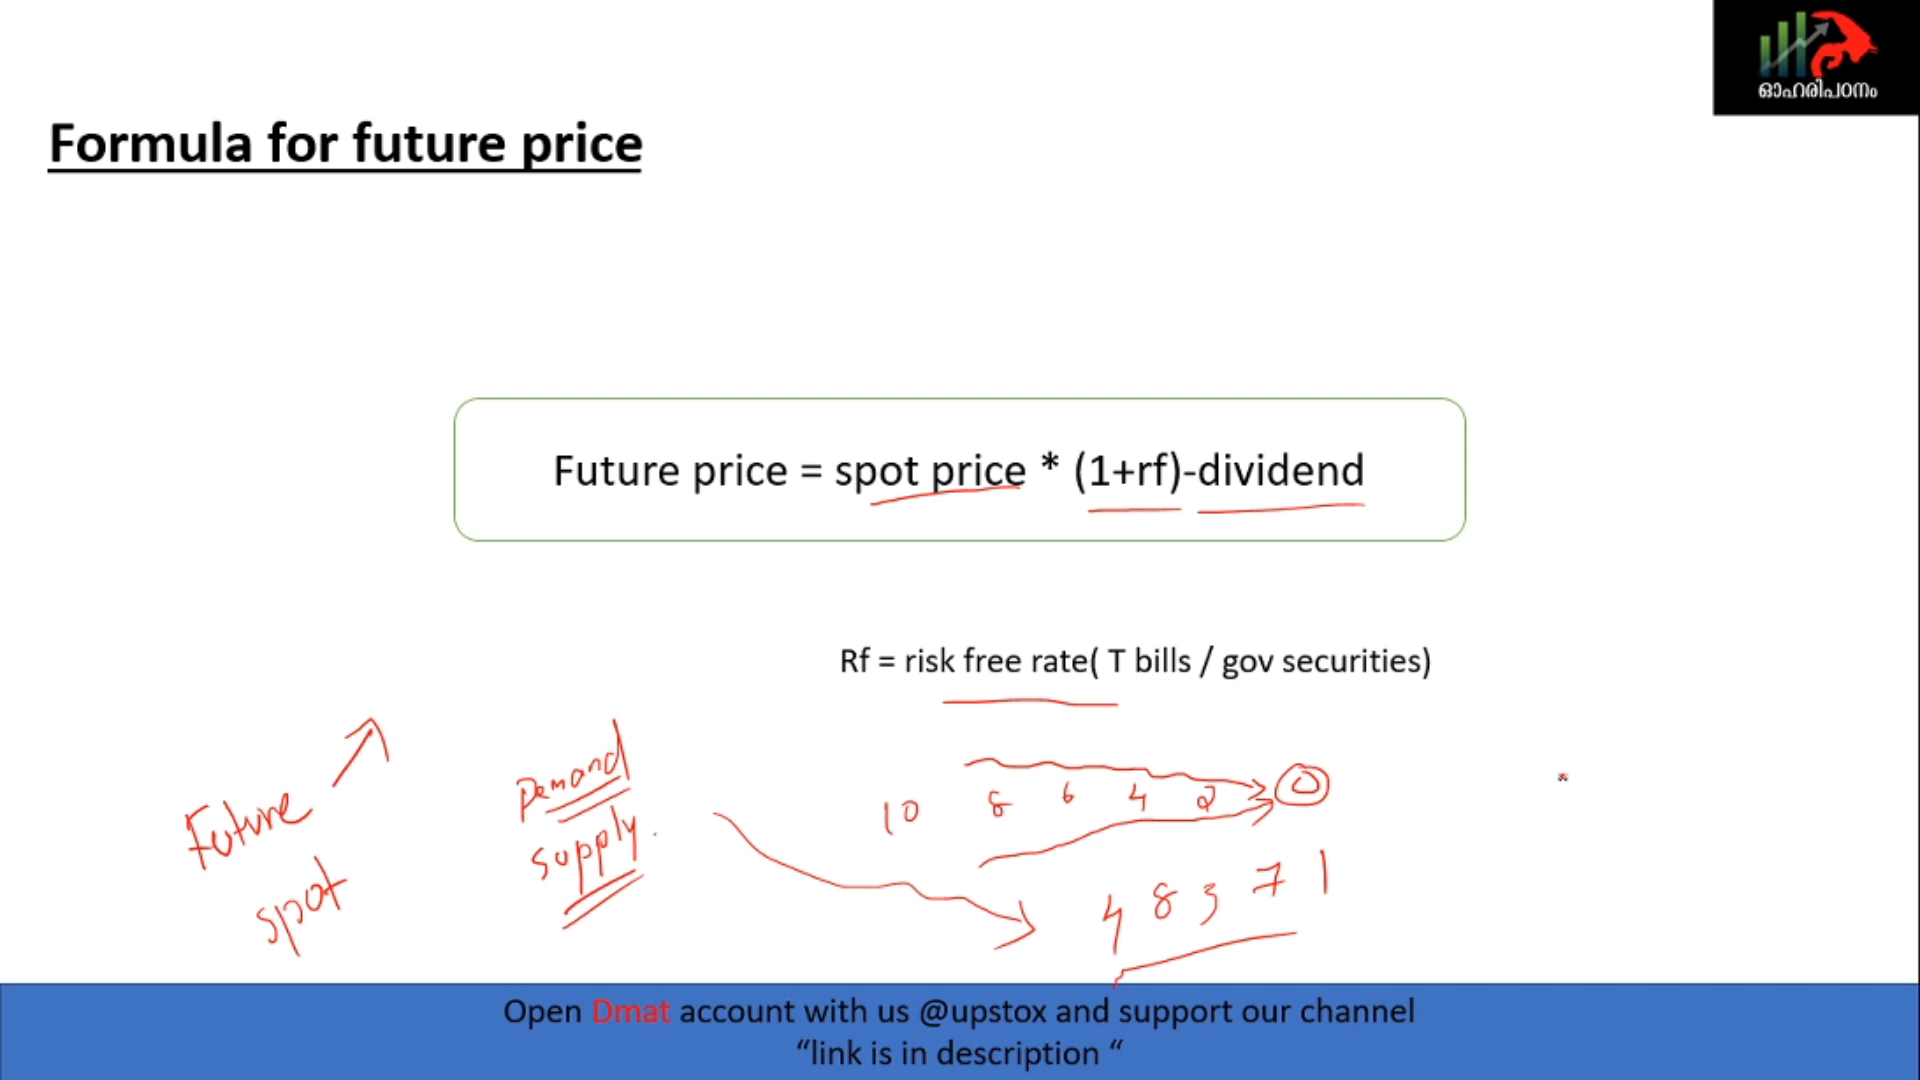 ഓഹരിപഠനം
Formula for future price
Future price = spot price * (1+rf)-dividend
Rf = risk free rate( T bills / gov securities)
Future
spot
Demand
supply.
10 8 6 4 2 0
4 8 3 7 1
Open Dmat account with us @upstox and support our channel
“link is in description “